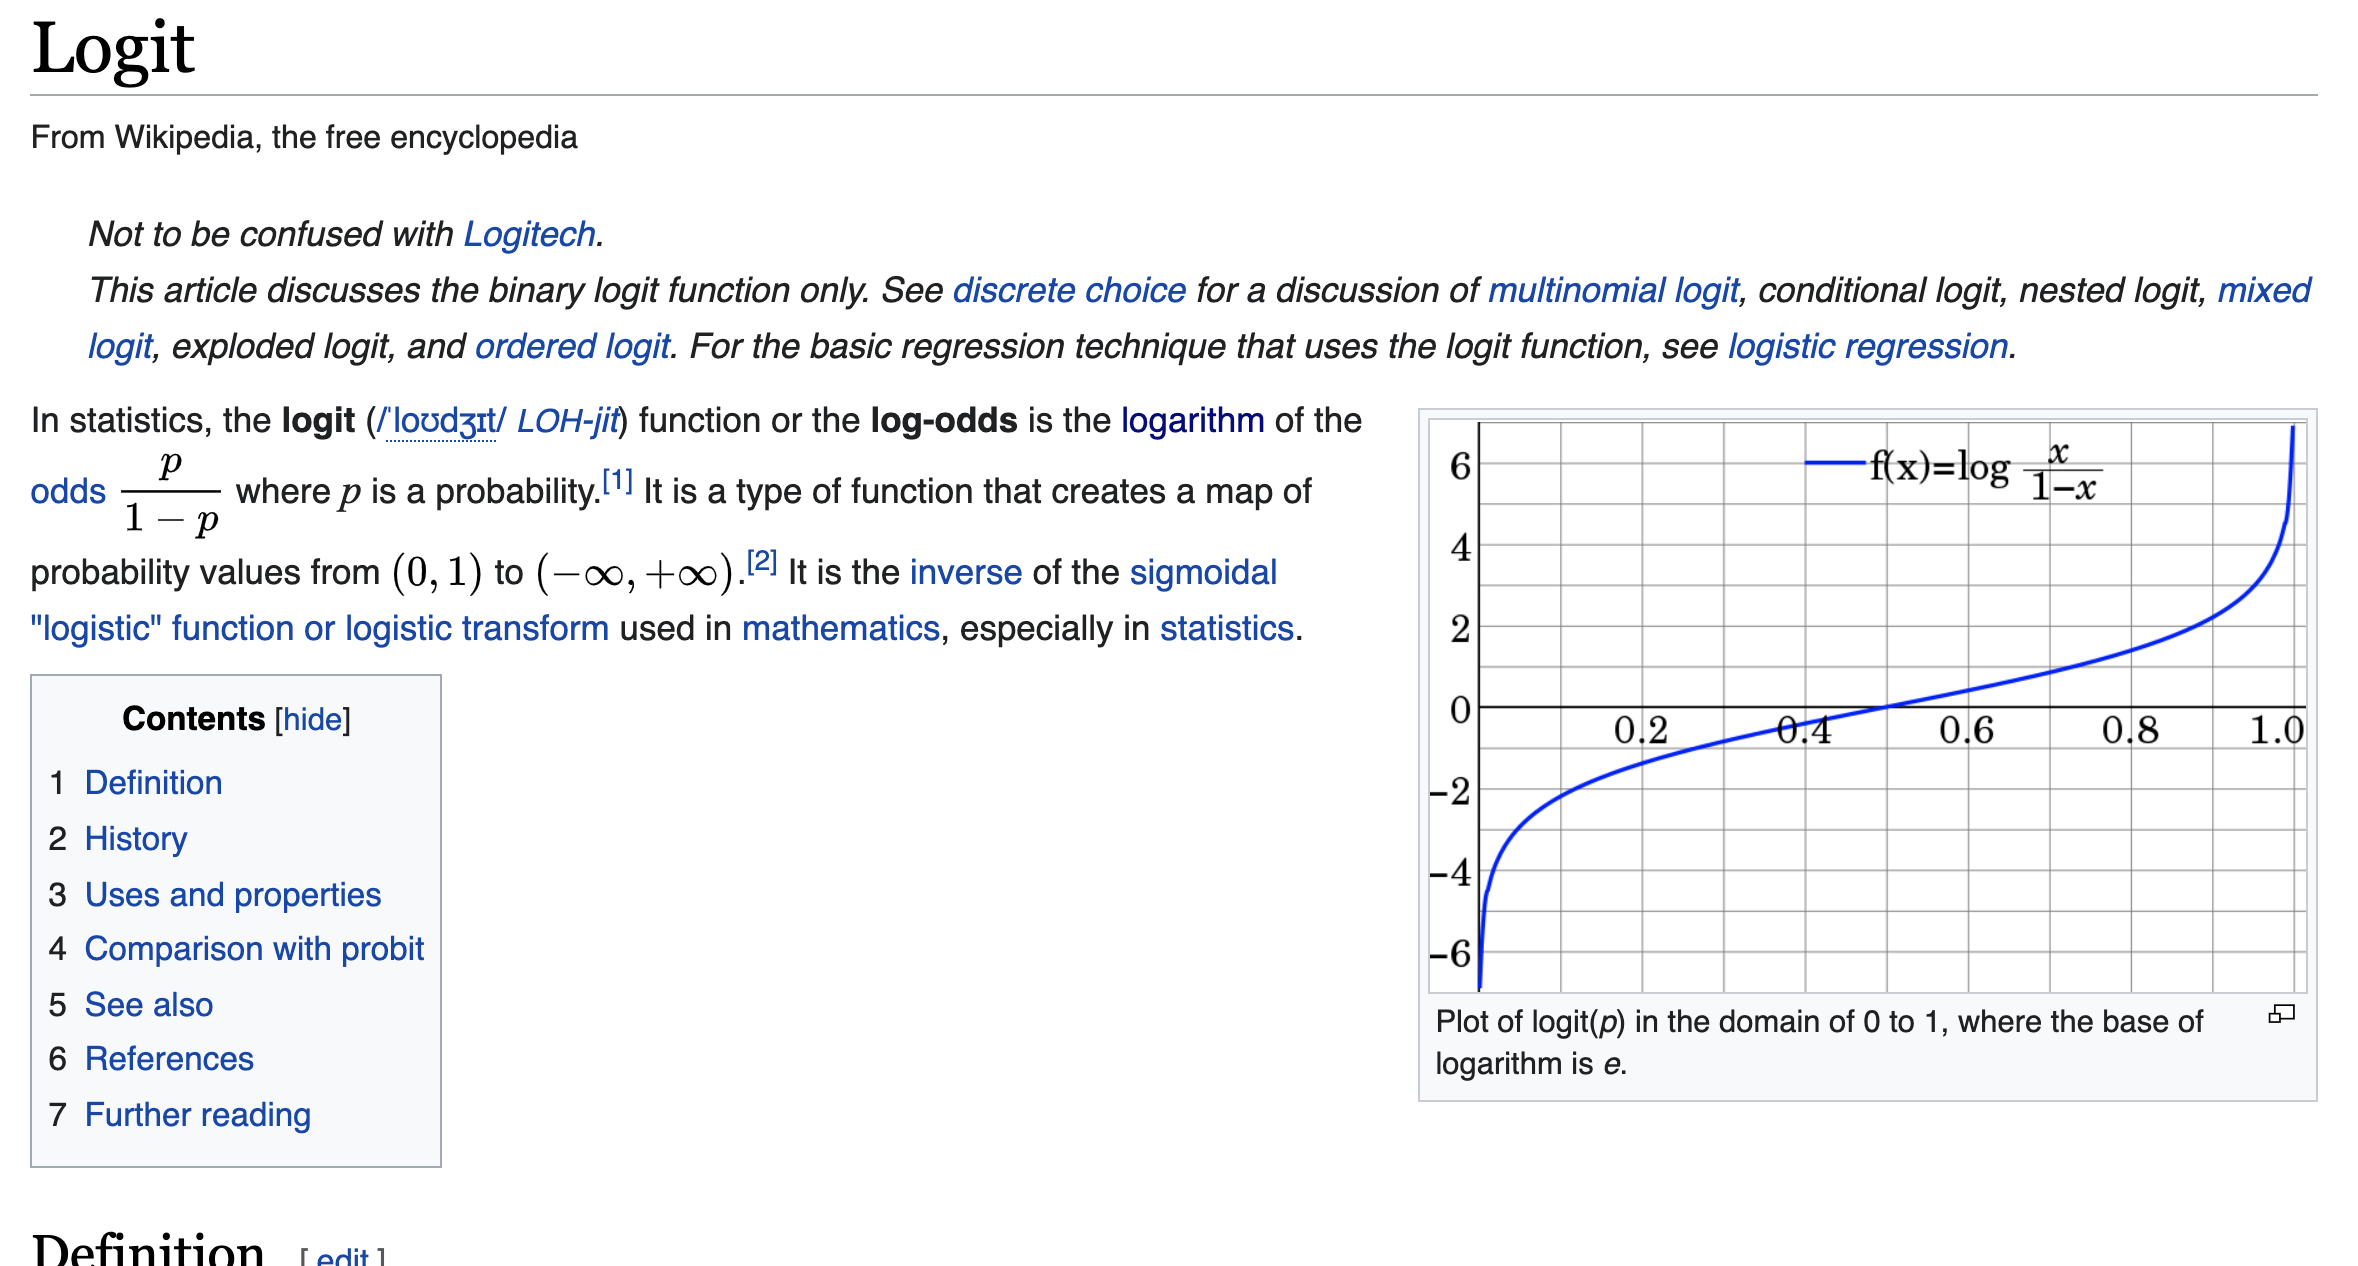 Logit
From Wikipedia, the free encyclopedia
Not to be confused with Logitech.
This article discusses the binary logit function only. See discrete choice for a discussion of multinomial logit, conditional logit, nested logit, mixed
logit, exploded logit, and ordered logit. For the basic regression technique that uses the logit function, see logistic regression.
In statistics, the logit (/ˈloʊdʒɪt/ LOH-jit) function or the log-odds is the logarithm of the
odds p/(1 − p) where p is a probability.[1] It is a type of function that creates a map of
probability values from (0, 1) to (−∞, +∞).[2] It is the inverse of the sigmoidal
"logistic" function or logistic transform used in mathematics, especially in statistics.
Contents [hide]
1 Definition
2 History
3 Uses and properties
4 Comparison with probit
5 See also
6 References
7 Further reading
f(x)=log x/(1−x)
6
4
2
0
−2
−4
−6
0.2 0.4 0.6 0.8 1.0
Plot of logit(p) in the domain of 0 to 1, where the base of
logarithm is e.
Definition [ edit ]